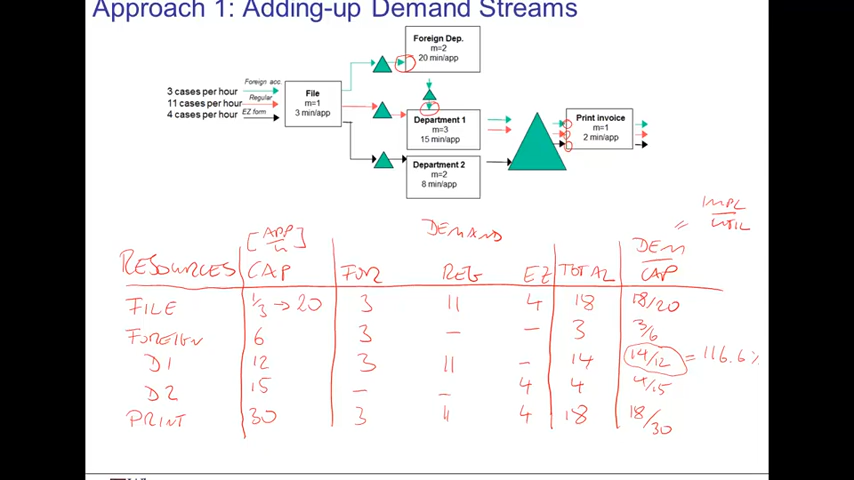 Approach 1: Adding-up Demand Streams
Foreign Dep.
m=2
20 min/app
Foreign acc.
3 cases per hour
Regular
11 cases per hour
EZ form
4 cases per hour
File
m=1
3 min/app
Department 1
m=3
15 min/app
Department 2
m=2
8 min/app
Print invoice
m=1
2 min/app
DEMAND
= IMPL UTIL
RESOURCES [APP/h] CAP FOR REG EZ TOTAL DEM/CAP
FILE 1/3 → 20 3 11 4 18 18/20
FOREIGN 6 3 - - 3 3/6
D1 12 3 11 - 14 14/12 = 116.6%
D2 15 - - 4 4 4/15
PRINT 30 3 11 4 18 18/30